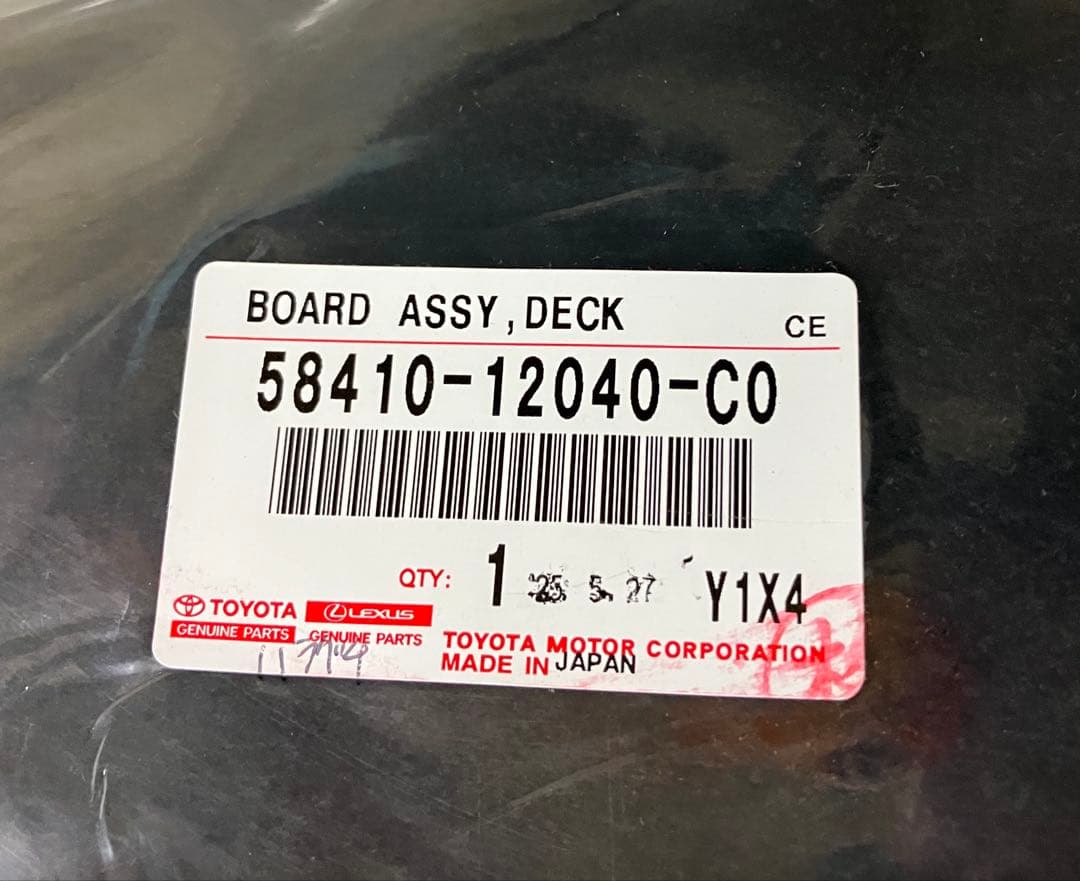 BOARD ASSY,DECK
CE
58410-12040-C0
QTY: 1 '25 5. 27 Y1X4
TOYOTA
GENUINE PARTS
LEXUS
GENUINE PARTS
TOYOTA MOTOR CORPORATION
MADE IN JAPAN